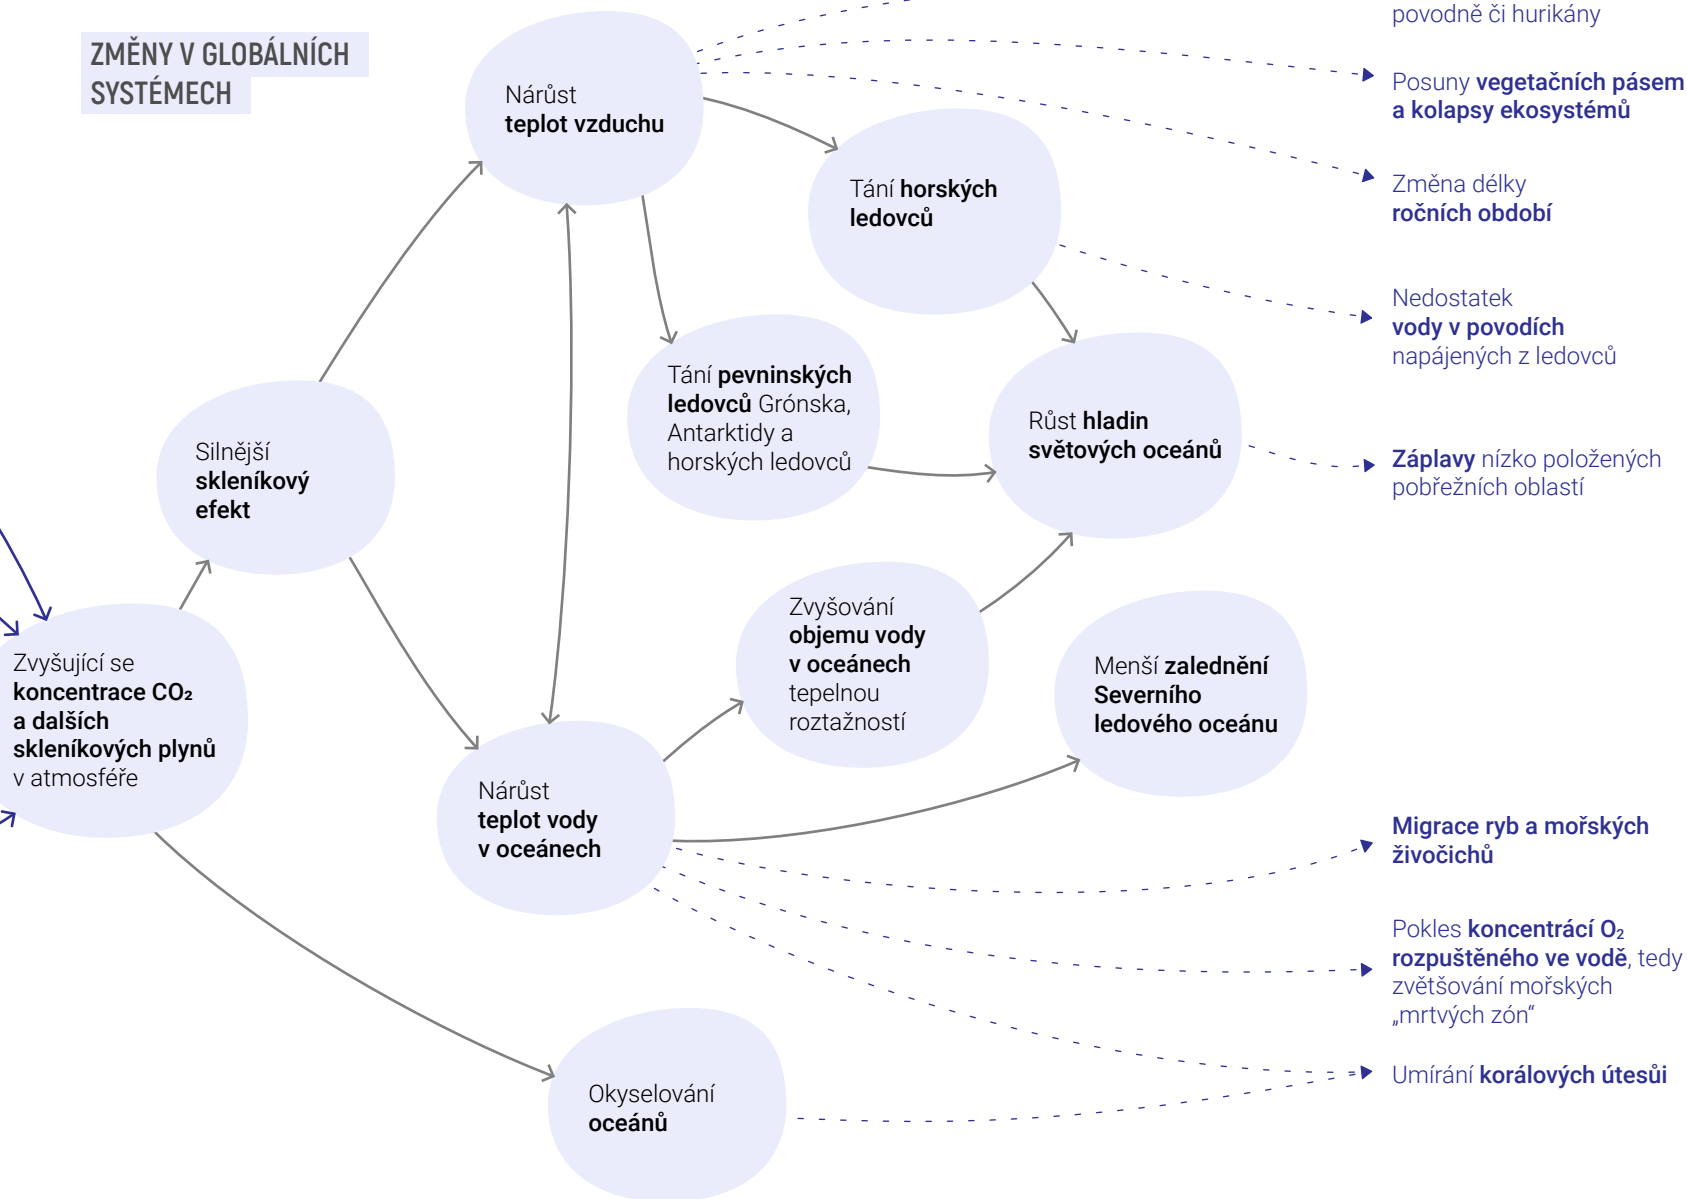 ZMĚNY V GLOBÁLNÍCH
SYSTÉMECH
povodně či hurikány
Nárůst
teplot vzduchu
Posuny vegetačních pásem
a kolapsy ekosystémů
Tání horských
ledovců
Změna délky
ročních období
Nedostatek
vody v povodích
napájených z ledovců
Tání pevninských
ledovců Grónska,
Antarktidy a
horských ledovců
Růst hladin
světových oceánů
Silnější
skleníkový
efekt
Záplavy nízko položených
pobřežních oblastí
Zvyšování
objemu vody
v oceánech
tepelnou
roztažností
Menší zalednění
Severního
ledového oceánu
Zvyšující se
koncentrace CO₂
a dalších
skleníkových plynů
v atmosféře
Nárůst
teplot vody
v oceánech
Migrace ryb a mořských
živočichů
Pokles koncentrácí O₂
rozpuštěného ve vodě, tedy
zvětšování mořských
„mrtvých zón“
Okyselování
oceánů
Umírání korálových útesůi